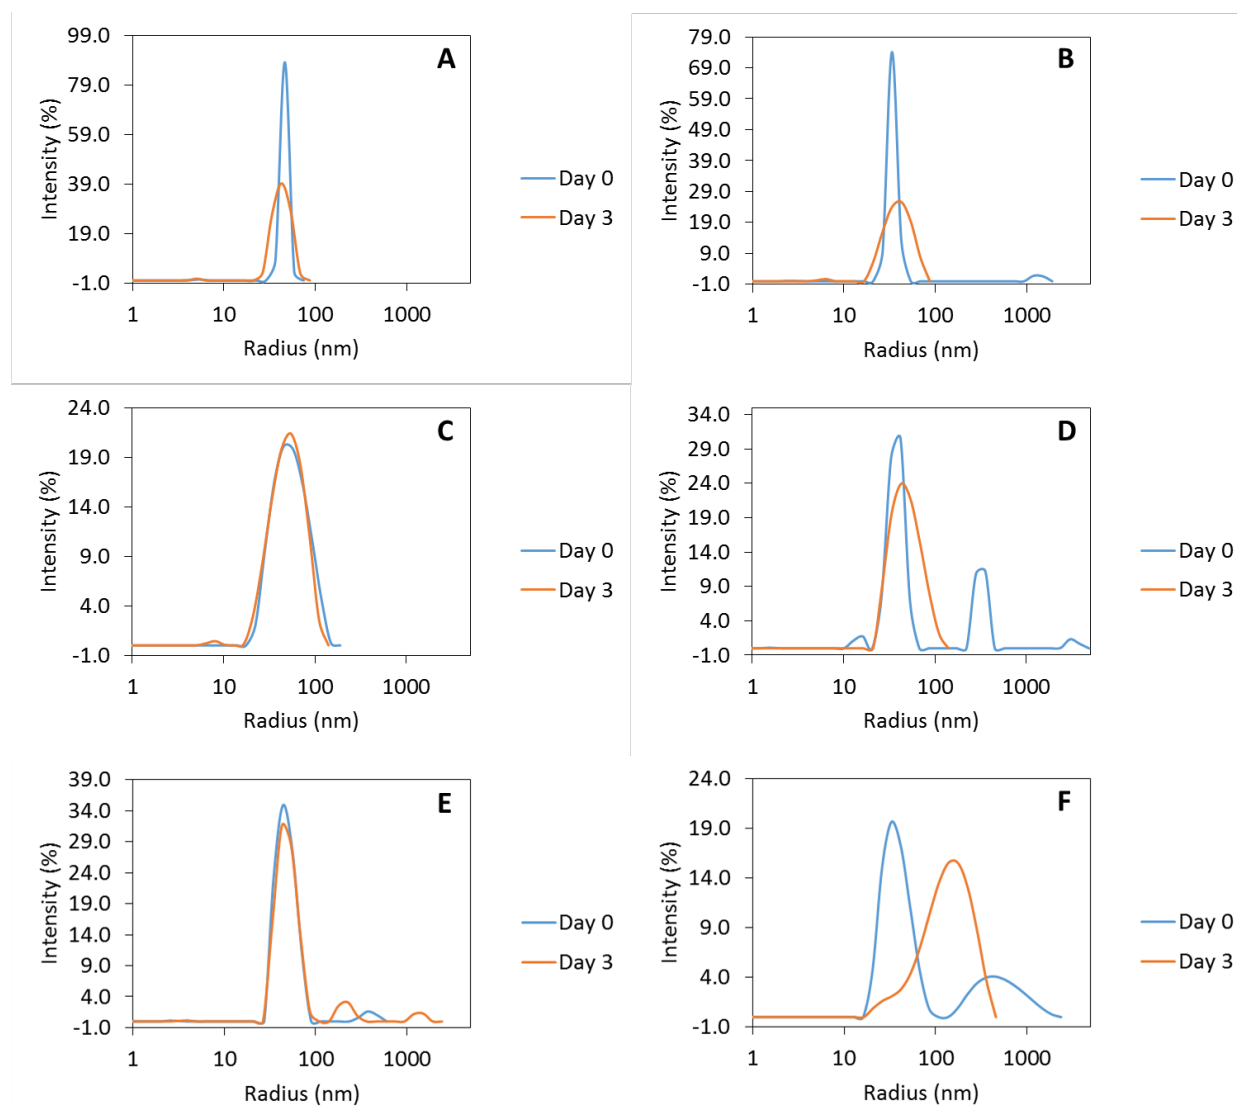 A
Intensity (%)
99.0
79.0
59.0
39.0
19.0
-1.0
1 10 100 1000
Radius (nm)
Day 0
Day 3
B
Intensity (%)
79.0
69.0
59.0
49.0
39.0
29.0
19.0
9.0
-1.0
1 10 100 1000
Radius (nm)
Day 0
Day 3
C
Intensity (%)
24.0
19.0
14.0
9.0
4.0
-1.0
1 10 100 1000
Radius (nm)
Day 0
Day 3
D
Intensity (%)
34.0
29.0
24.0
19.0
14.0
9.0
4.0
-1.0
1 10 100 1000
Radius (nm)
Day 0
Day 3
E
Intensity (%)
39.0
34.0
29.0
24.0
19.0
14.0
9.0
4.0
-1.0
1 10 100 1000
Radius (nm)
Day 0
Day 3
F
Intensity (%)
24.0
19.0
14.0
9.0
4.0
-1.0
1 10 100 1000
Radius (nm)
Day 0
Day 3